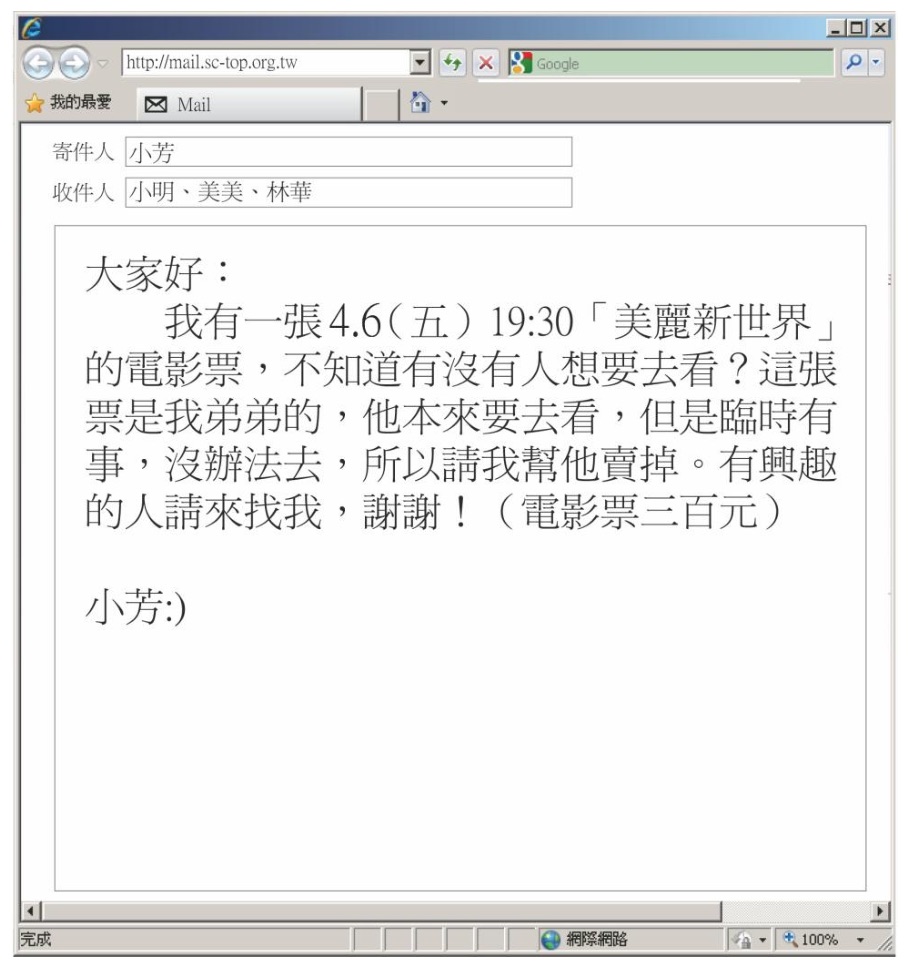 http://mail.sc-top.org.tw
Google
我的最愛
Mail
寄件人 小芳
收件人 小明、美美、林華
大家好：
我有一張4.6（五）19:30「美麗新世界」
的電影票，不知道有沒有人想要去看？這張
票是我弟弟的，他本來要去看，但是臨時有
事，沒辦法去，所以請我幫他賣掉。有興趣
的人請來找我，謝謝！（電影票三百元）
小芳:)
完成
網際網路
100%